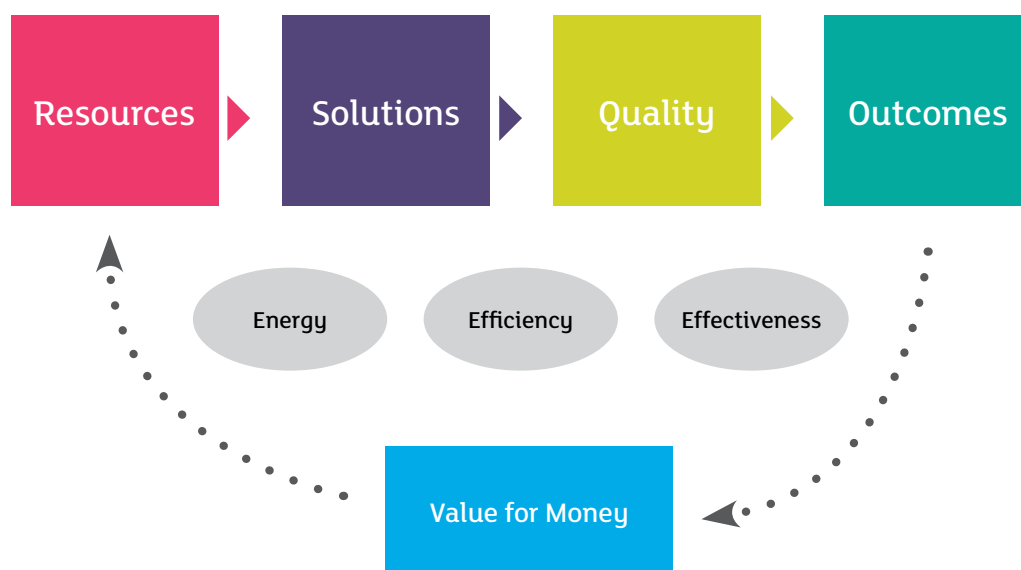 Resources
Solutions
Quality
Outcomes
Energy
Efficiency
Effectiveness
Value for Money